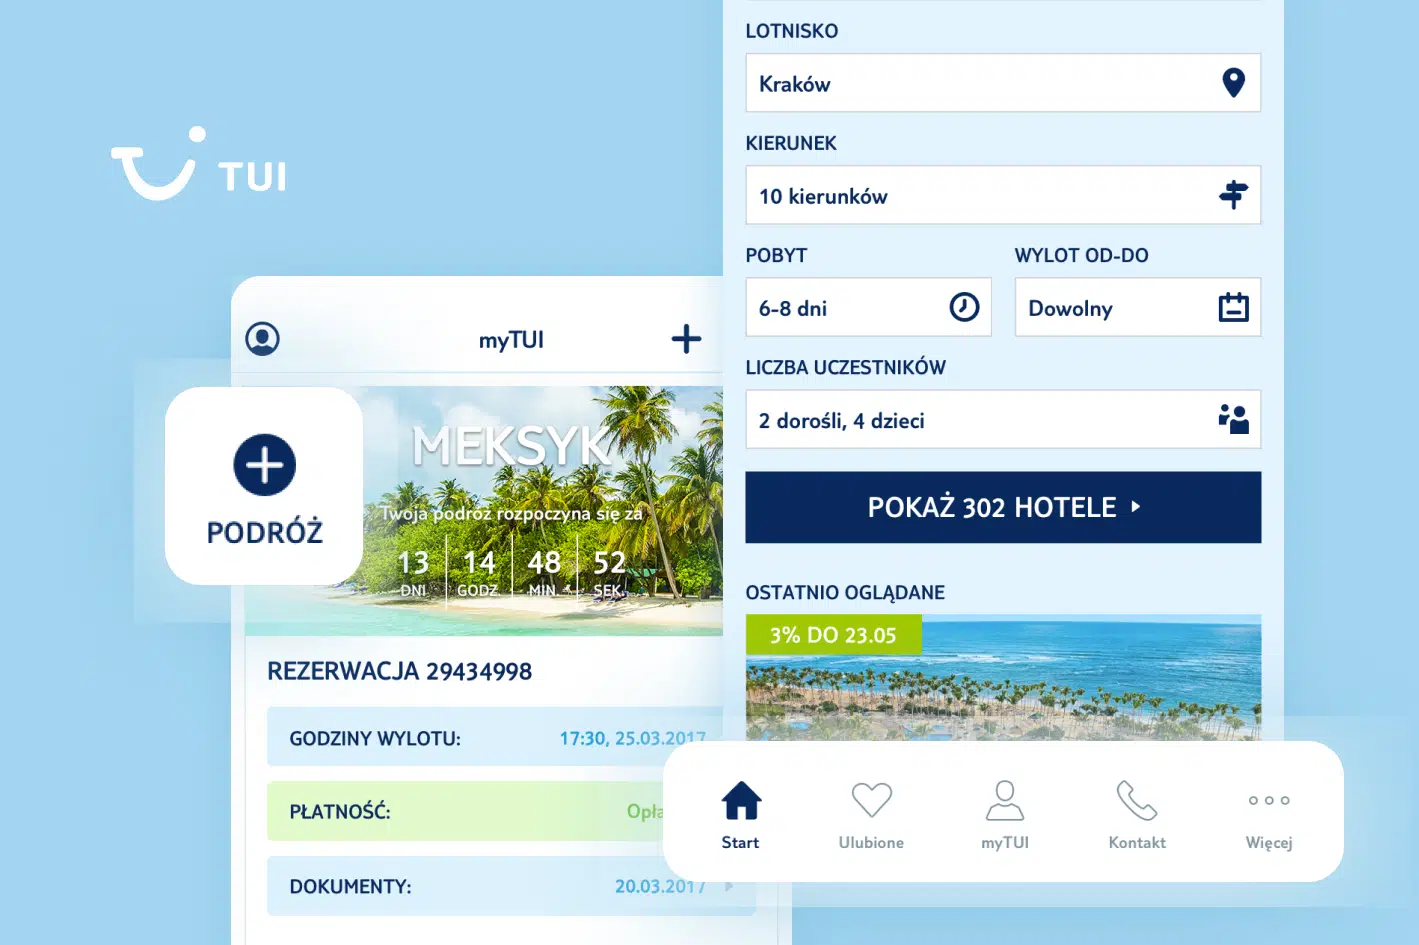 TUI
myTUI
PODRÓŻ
MEKSYK
Twoja podróż rozpoczyna się za
13 14 48 52
DNI GODZ. MIN. SEK.
REZERWACJA 29434998
GODZINY WYLOTU: 17:30, 25.03.2017
PŁATNOŚĆ:
DOKUMENTY: 20.03.2017
LOTNISKO
Kraków
KIERUNEK
10 kierunków
POBYT WYLOT OD-DO
6-8 dni Dowolny
LICZBA UCZESTNIKÓW
2 dorośli, 4 dzieci
POKAŻ 302 HOTELE
OSTATNIO OGLĄDANE
3% DO 23.05
Start Ulubione myTUI Kontakt Więcej